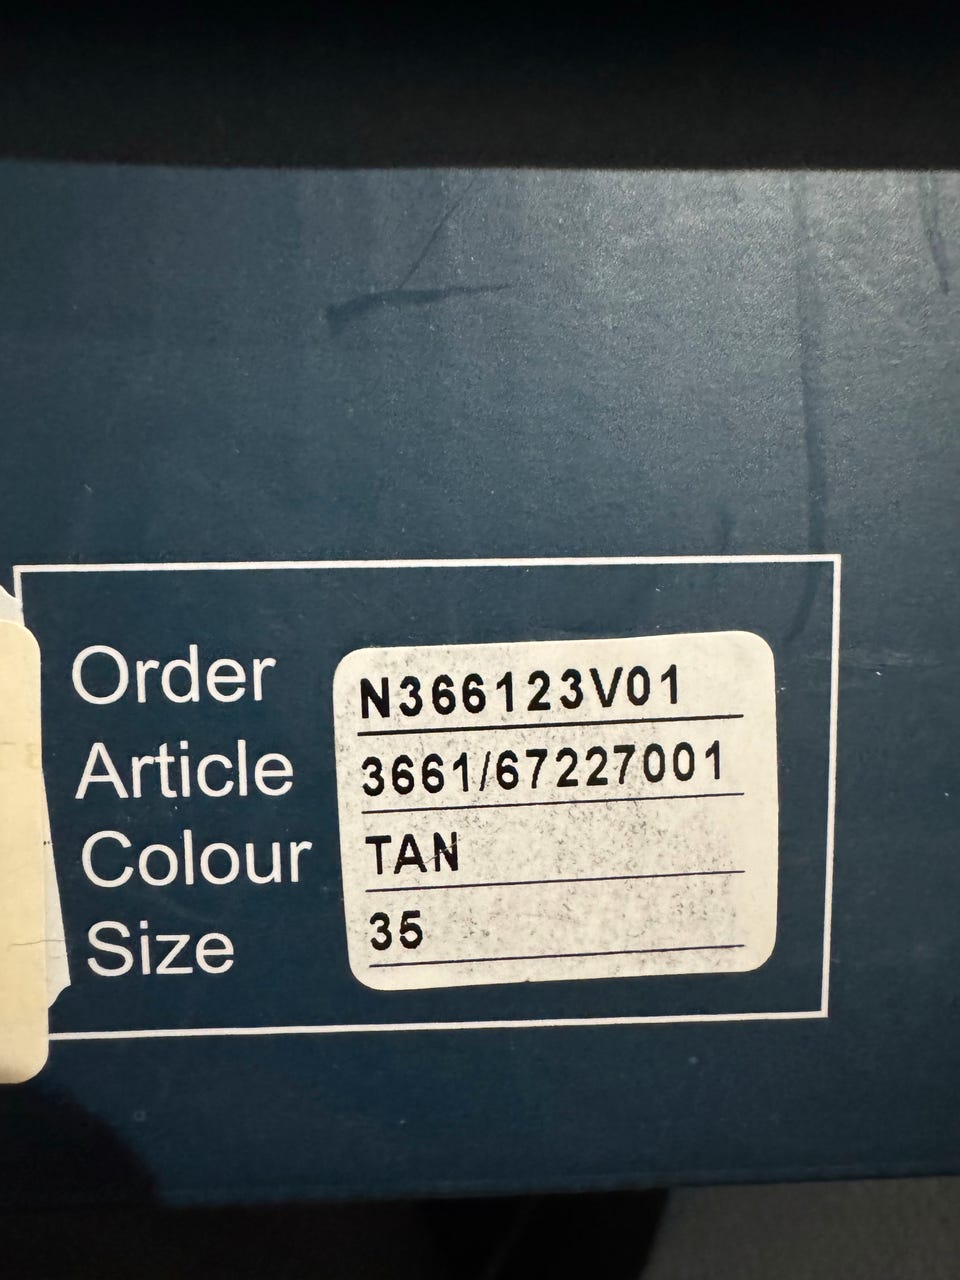 Order N366123V01
Article 3661/67227001
Colour TAN
Size 35